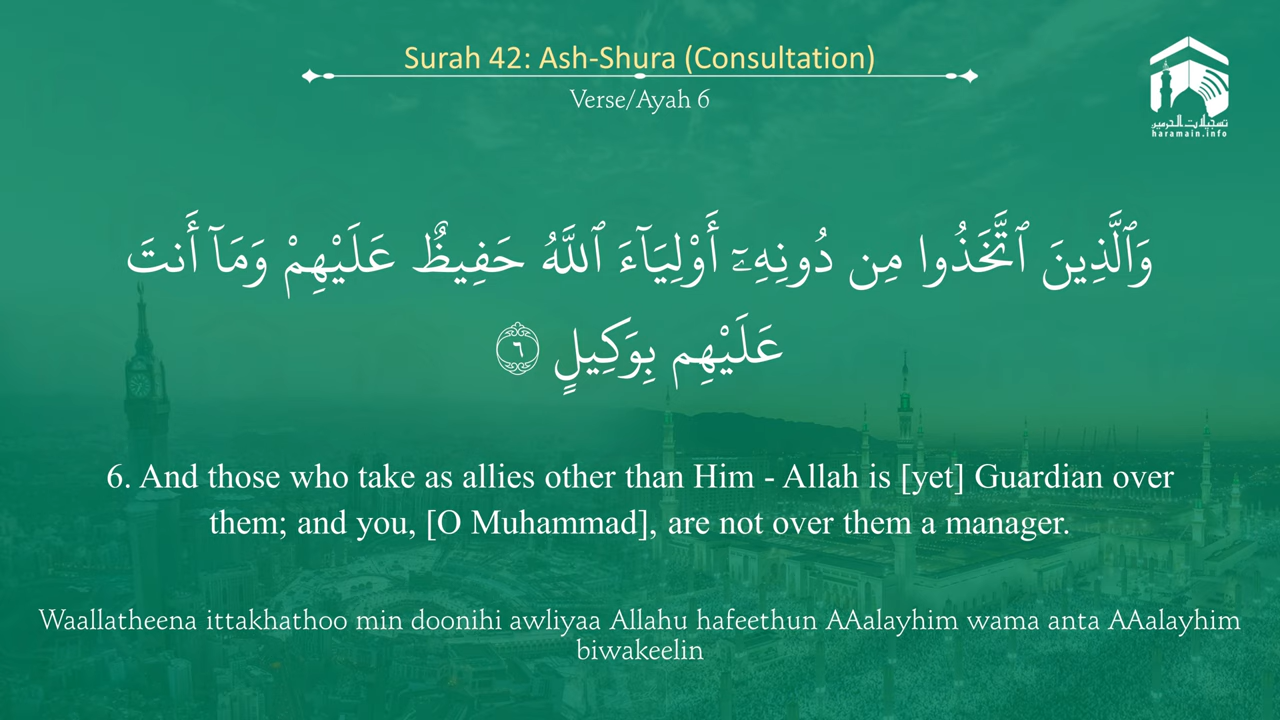 Surah 42: Ash-Shura (Consultation)
Verse/Ayah 6
تسجيلات الحرمين
haramain.info
وَٱلَّذِينَ ٱتَّخَذُوا مِن دُونِهِۦٓ أَوْلِيَآءَ ٱللَّهُ حَفِيظٌ عَلَيْهِمْ وَمَآ أَنتَ
عَلَيْهِم بِوَكِيلٍ ٦
6. And those who take as allies other than Him - Allah is [yet] Guardian over
them; and you, [O Muhammad], are not over them a manager.
Waallatheena ittakhathoo min doonihi awliyaa Allahu hafeethun AAalayhim wama anta AAalayhim
biwakeelin